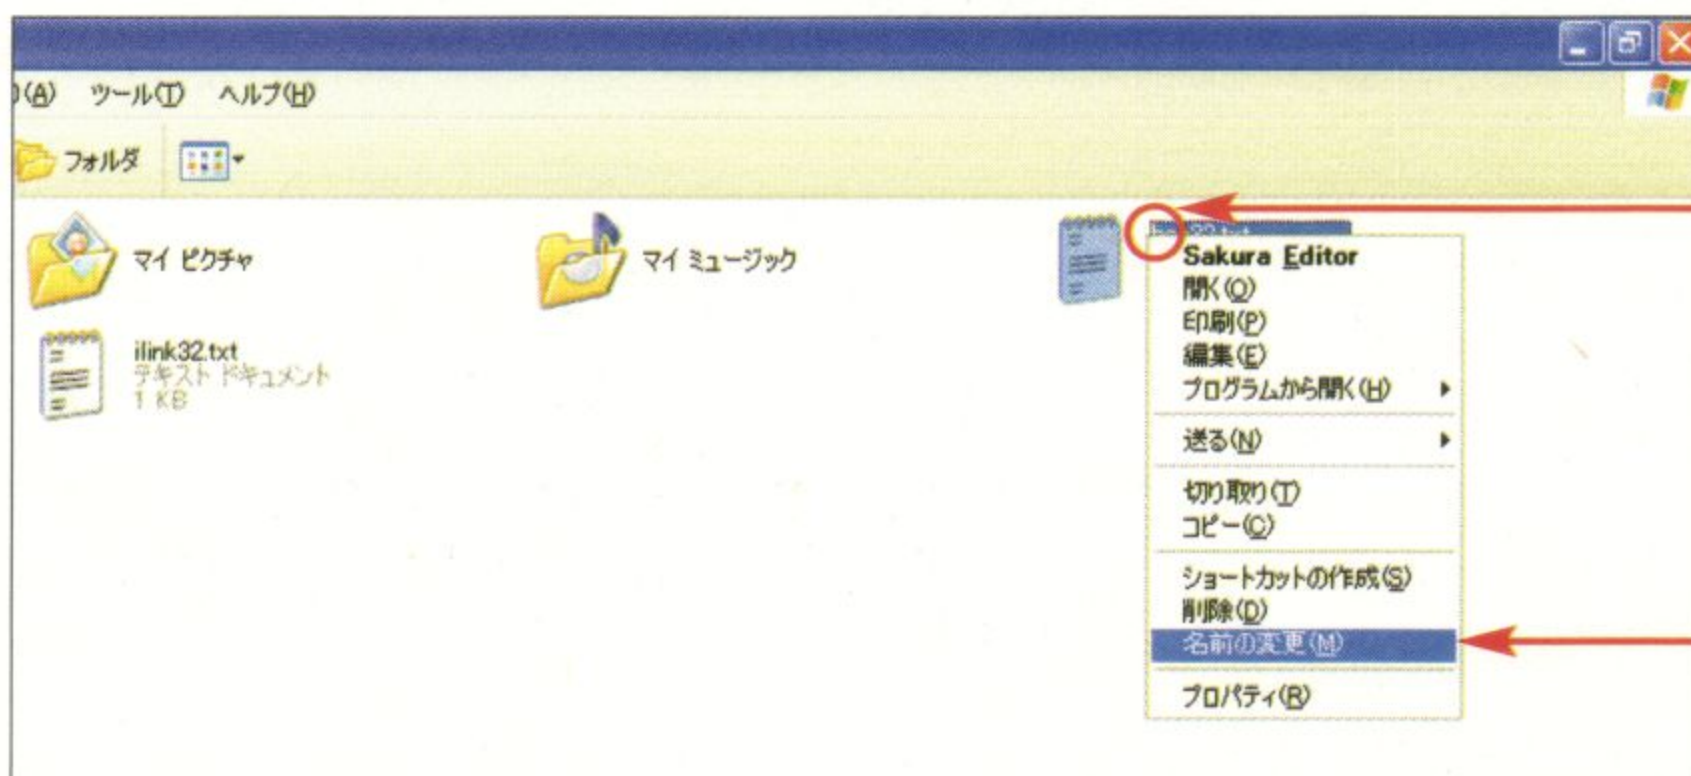 (A) ツール(T) ヘルプ(H)
フォルダ
マイ ピクチャ
マイ ミュージック
ilink32.txt
テキスト ドキュメント
1 KB
Sakura Editor
開く(O)
印刷(P)
編集(E)
プログラムから開く(H)
送る(N)
切り取り(T)
コピー(C)
ショートカットの作成(S)
削除(D)
名前の変更(M)
プロパティ(R)